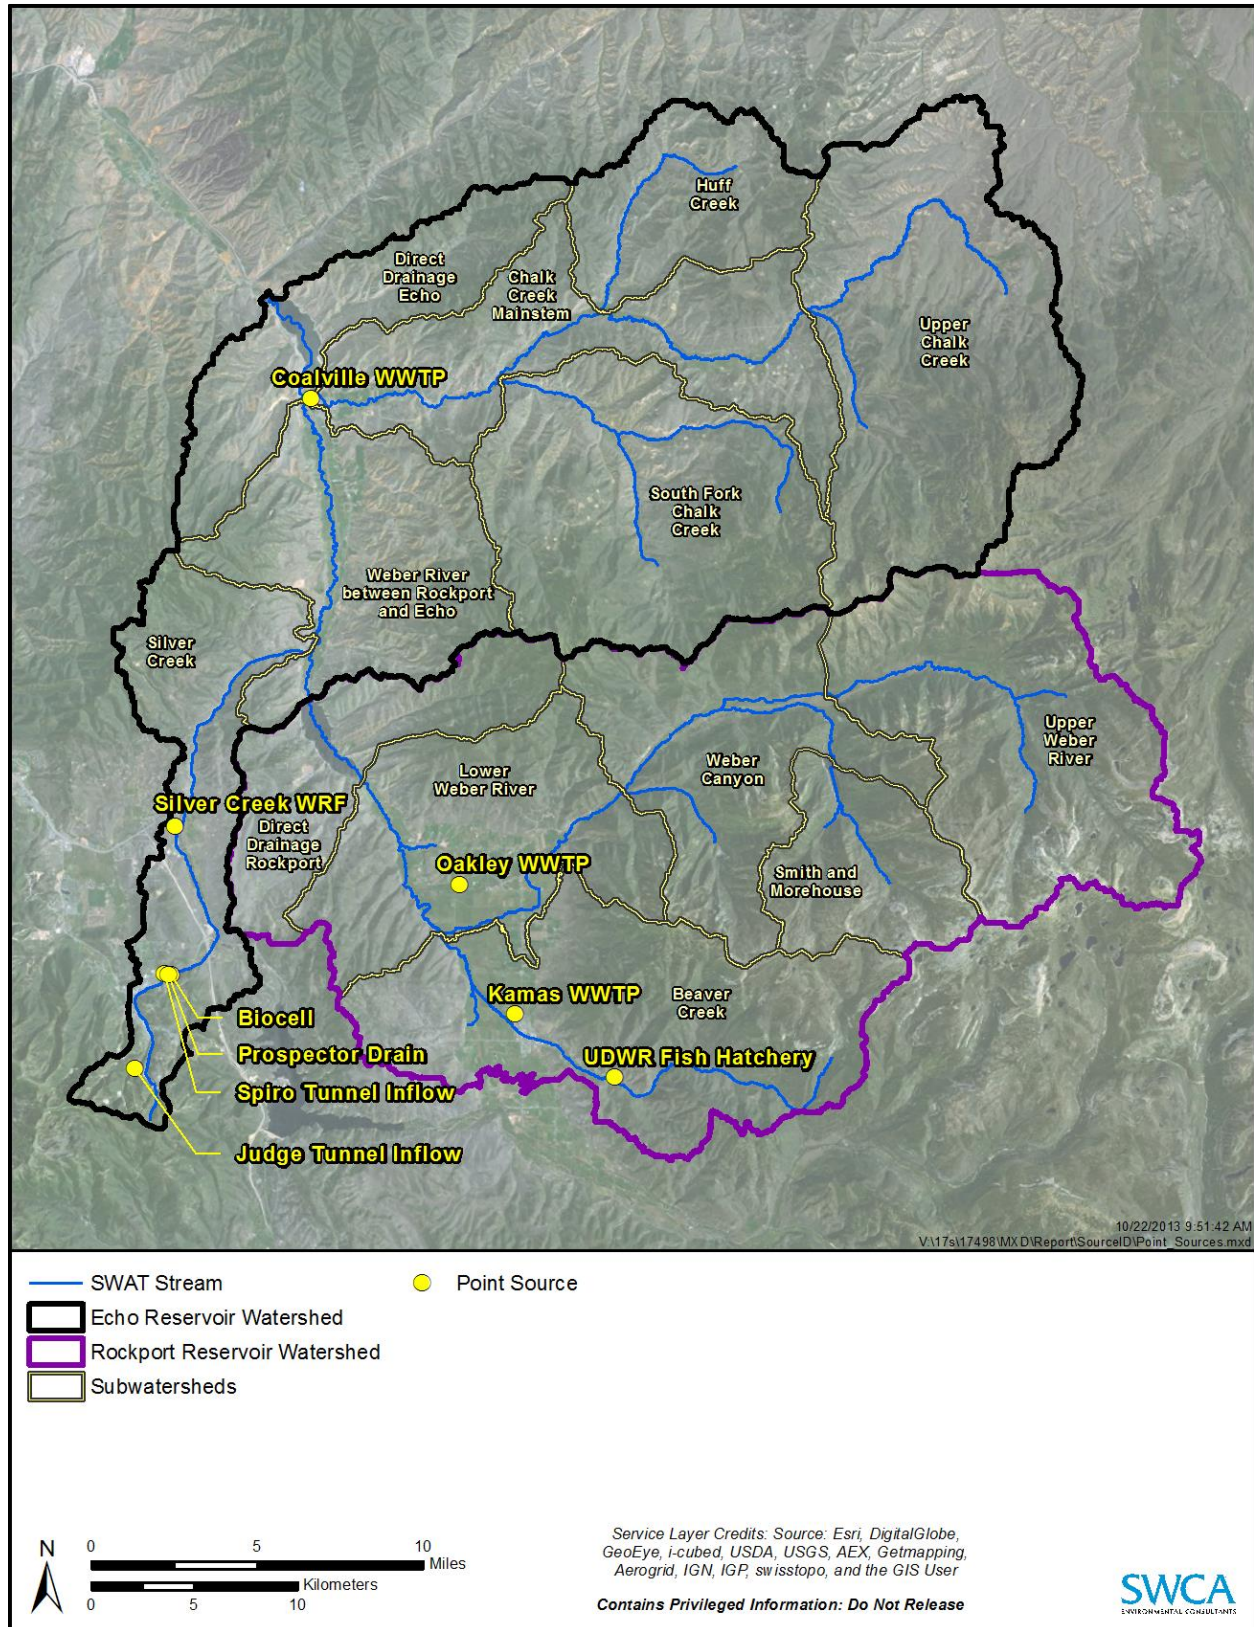 Huff
Creek
Direct
Drainage
Echo
Chalk
Creek
Mainstem
Upper
Chalk
Creek
Coalville WWTP
South Fork
Chalk
Creek
Weber River
between Rockport
and Echo
Silver
Creek
Upper
Weber
River
Weber
Canyon
Lower
Weber River
Silver Creek WRF
Direct
Drainage
Rockport
Oakley WWTP
Smith and
Morehouse
Kamas WWTP
Beaver
Creek
Biocell
Prospector Drain
UDWR Fish Hatchery
Spiro Tunnel Inflow
Judge Tunnel Inflow
10/22/2013 9:51:42 AM
V:\17s\17498\MXD\Report\SourceID\Point_Sources.mxd
SWAT Stream
Point Source
Echo Reservoir Watershed
Rockport Reservoir Watershed
Subwatersheds
N
0 5 10
Miles
Kilometers
0 5 10
Service Layer Credits: Source: Esri, DigitalGlobe,
GeoEye, i-cubed, USDA, USGS, AEX, Getmapping,
Aerogrid, IGN, IGP, swisstopo, and the GIS User
Contains Privileged Information: Do Not Release
SWCA
ENVIRONMENTAL CONSULTANTS